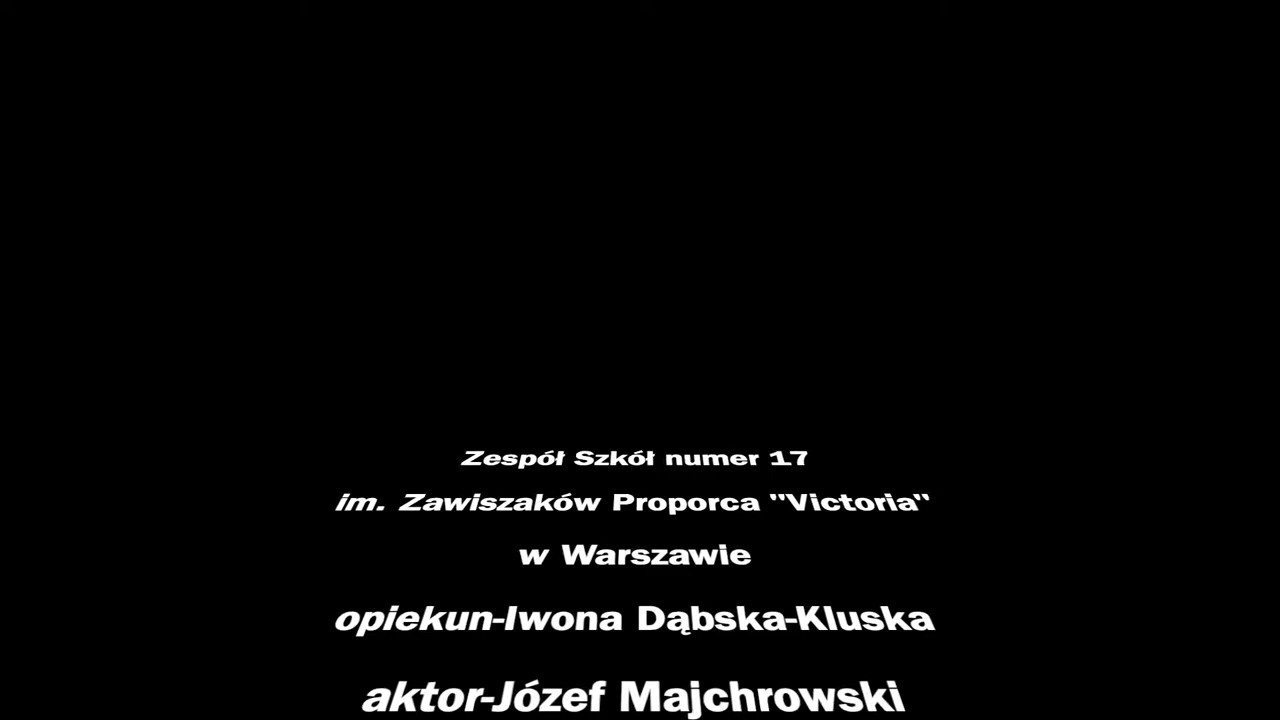 Zespół Szkół numer 17
im. Zawiszaków Proporca "Victoria"
w Warszawie
opiekun-Iwona Dąbska-Kluska
aktor-Józef Majchrowski